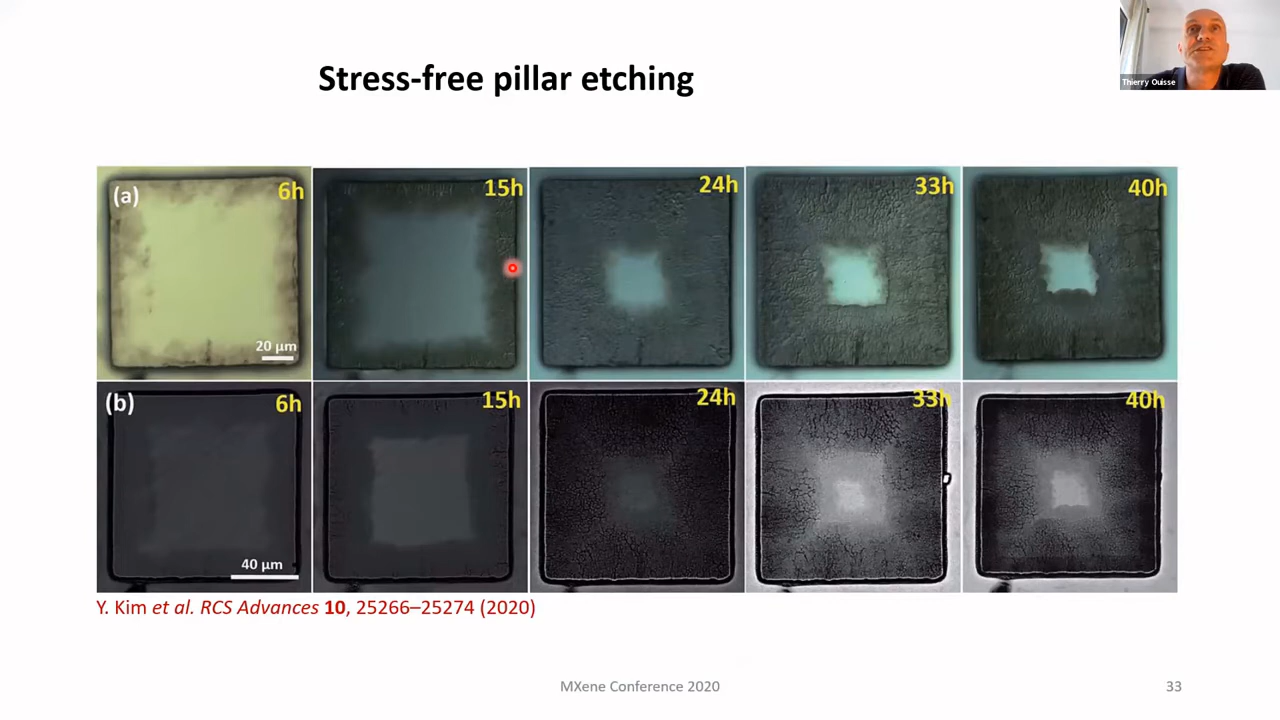 Stress-free pillar etching
Thierry Ouisse
(a) 6h 15h 24h 33h 40h
20 μm
(b) 6h 15h 24h 33h 40h
40 μm
Y. Kim et al. RCS Advances 10, 25266–25274 (2020)
MXene Conference 2020 33